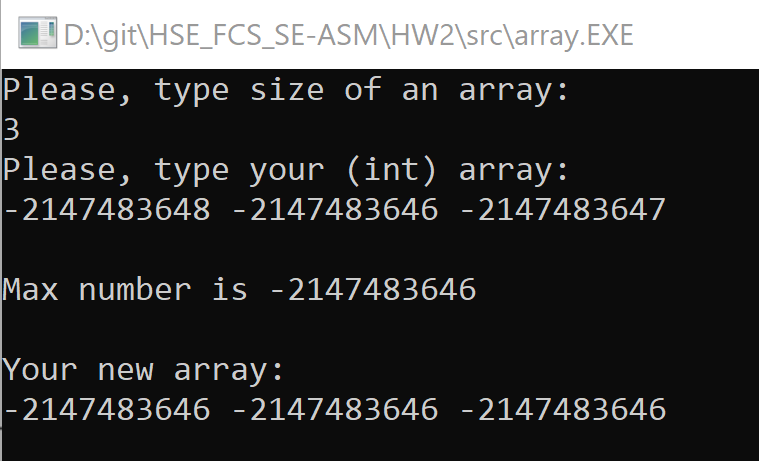 D:\git\HSE_FCS_SE-ASM\HW2\src\array.EXE
Please, type size of an array:
3
Please, type your (int) array:
-2147483648 -2147483646 -2147483647
Max number is -2147483646
Your new array:
-2147483646 -2147483646 -2147483646